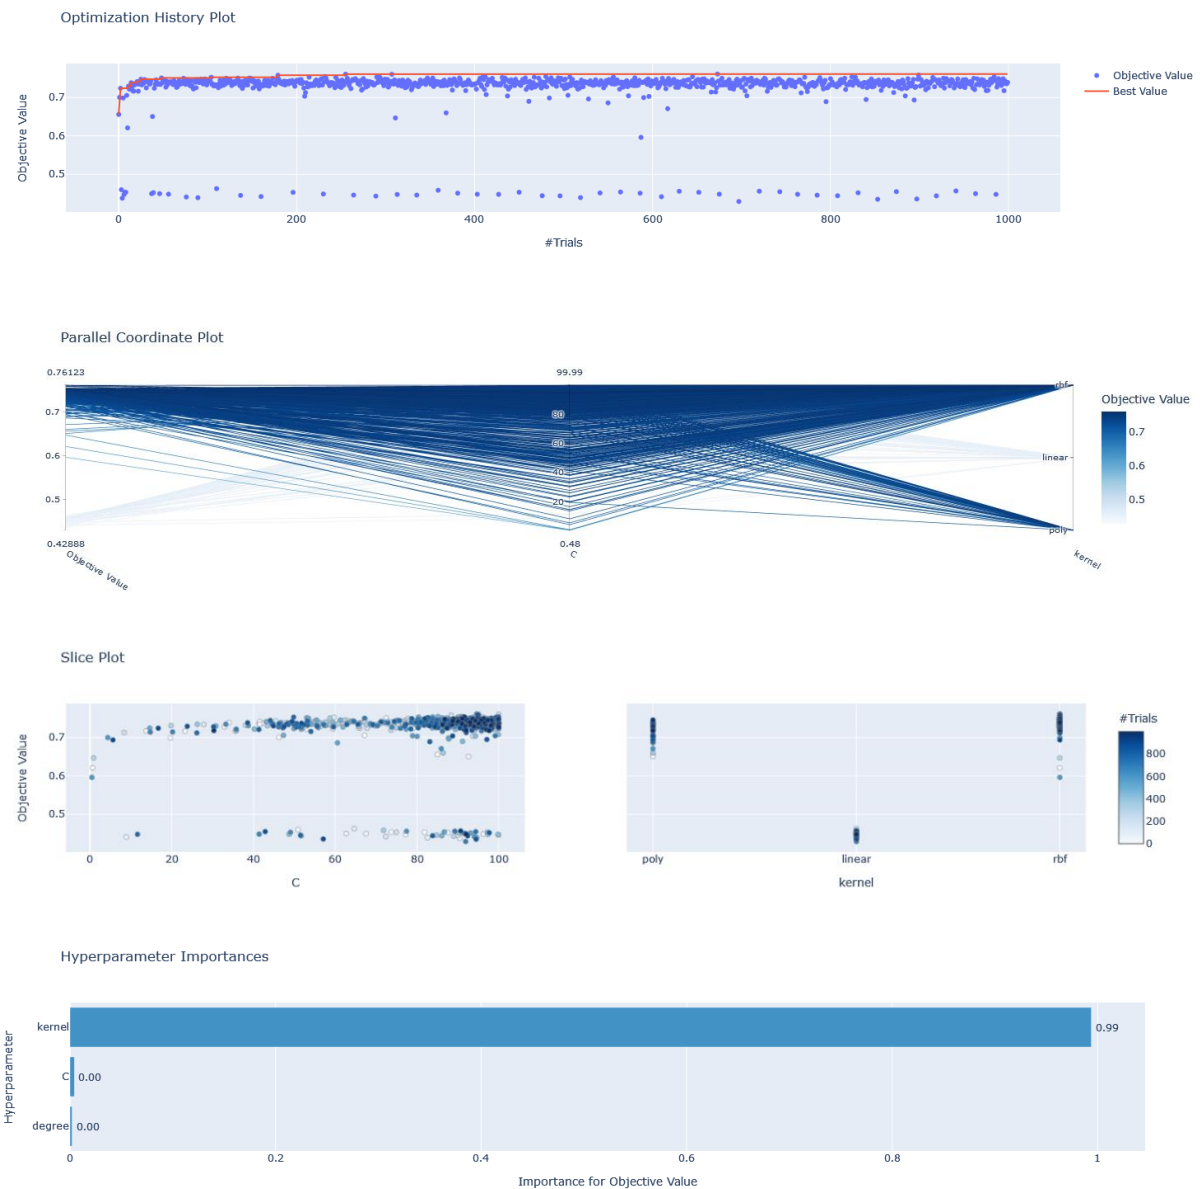 Optimization History Plot
Objective Value
0.7
0.6
0.5
0
200
400
600
800
1000
#Trials
Objective Value
Best Value
Parallel Coordinate Plot
0.76123
0.7
0.6
0.5
0.42888
Objective Value
99.99
80
60
40
20
0.48
C
rbf
linear
poly
kernel
Objective Value
0.7
0.6
0.5
Slice Plot
Objective Value
0.7
0.6
0.5
0
20
40
60
80
100
C
poly
linear
rbf
kernel
#Trials
800
600
400
200
0
Hyperparameter Importances
Hyperparameter
kernel
0.99
C
0.00
degree
0.00
0
0.2
0.4
0.6
0.8
1
Importance for Objective Value